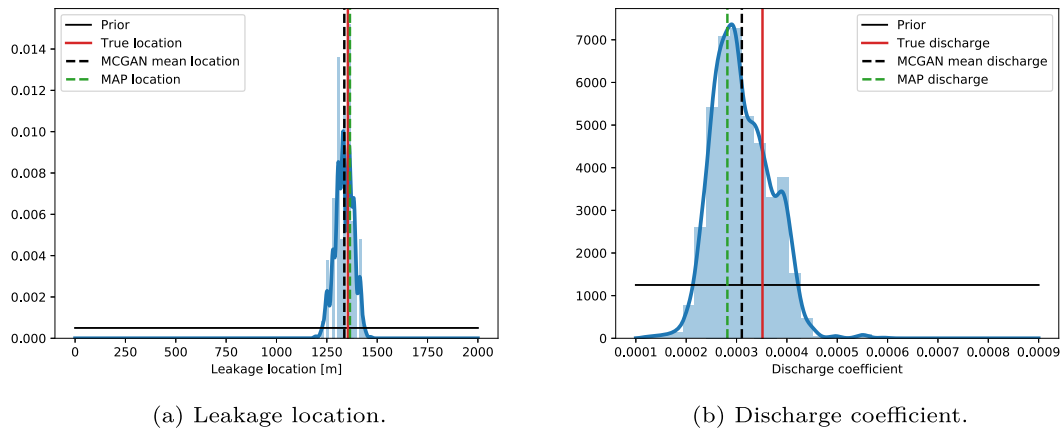 Prior
True location
MCGAN mean location
MAP location
0.014
0.012
0.010
0.008
0.006
0.004
0.002
0.000
0 250 500 750 1000 1250 1500 1750 2000
Leakage location [m]
(a) Leakage location.
Prior
True discharge
MCGAN mean discharge
MAP discharge
7000
6000
5000
4000
3000
2000
1000
0
0.0001 0.0002 0.0003 0.0004 0.0005 0.0006 0.0007 0.0008 0.0009
Discharge coefficient
(b) Discharge coefficient.